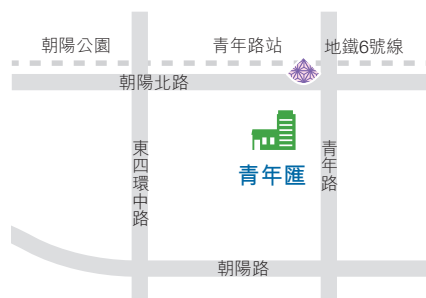 朝陽公園
青年路站
地鐵6號線
朝陽北路
東四環中路
青年路
青年匯
朝陽路